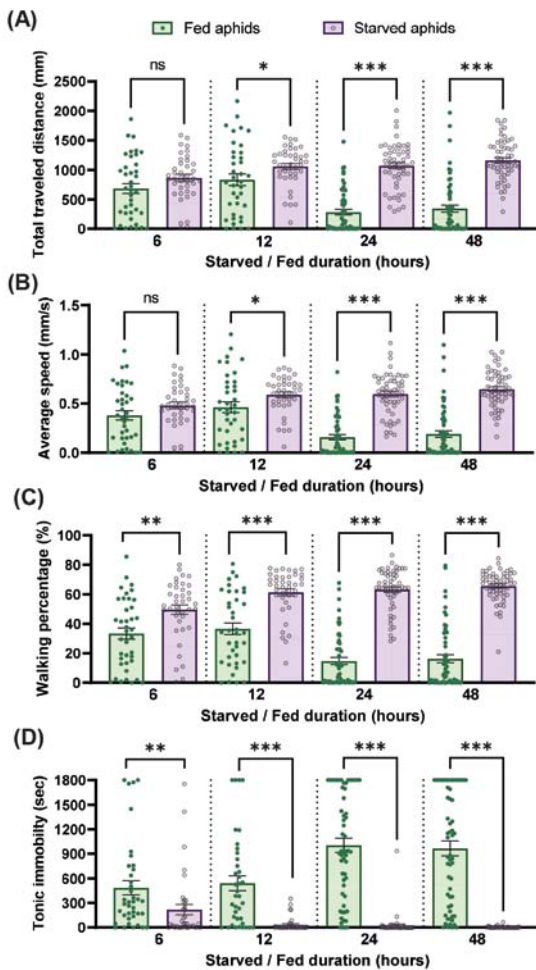 (A)
Fed aphids Starved aphids
ns * *** ***
Total traveled distance (mm)
2500
2000
1500
1000
500
0
6 12 24 48
Starved / Fed duration (hours)
(B)
ns * *** ***
Average speed (mm/s)
1.5
1.0
0.5
0.0
6 12 24 48
Starved / Fed duration (hours)
(C)
** *** *** ***
Walking percentage (%)
100
80
60
40
20
0
6 12 24 48
Starved / Fed duration (hours)
(D)
** *** *** ***
Tonic immobilty (sec)
1800
1500
1200
900
600
300
0
6 12 24 48
Starved / Fed duration (hours)